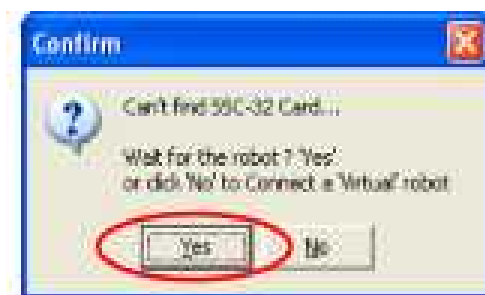 Confirm
Can't find SSC-32 Card...
Wait for the robot ? 'Yes'
or click 'No' to Connect a 'Virtual' robot
Yes
No